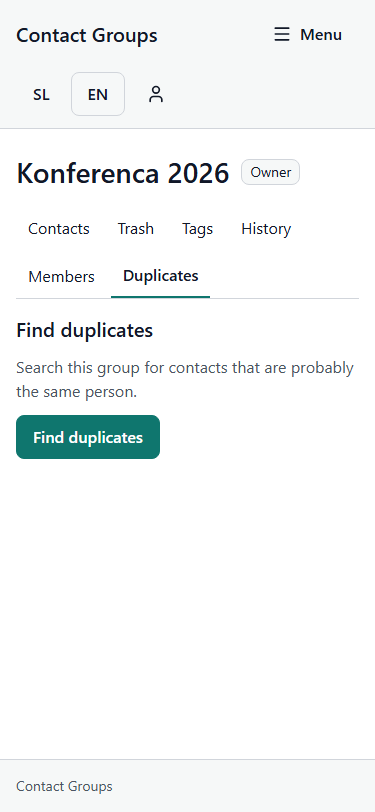 Contact Groups
Menu
SL
EN
Konferenca 2026
Owner
Contacts
Trash
Tags
History
Members
Duplicates
Find duplicates
Search this group for contacts that are probably
the same person.
Find duplicates
Contact Groups